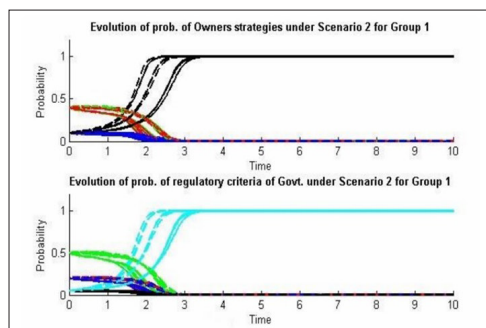 Evolution of prob. of Owners strategies under Scenario 2 for Group 1
1
0.5
0
Probability
0 1 2 3 4 5 6 7 8 9 10
Time
Evolution of prob. of regulatory criteria of Govt. under Scenario 2 for Group 1
1
0.5
0
Probability
0 1 2 3 4 5 6 7 8 9 10
Time